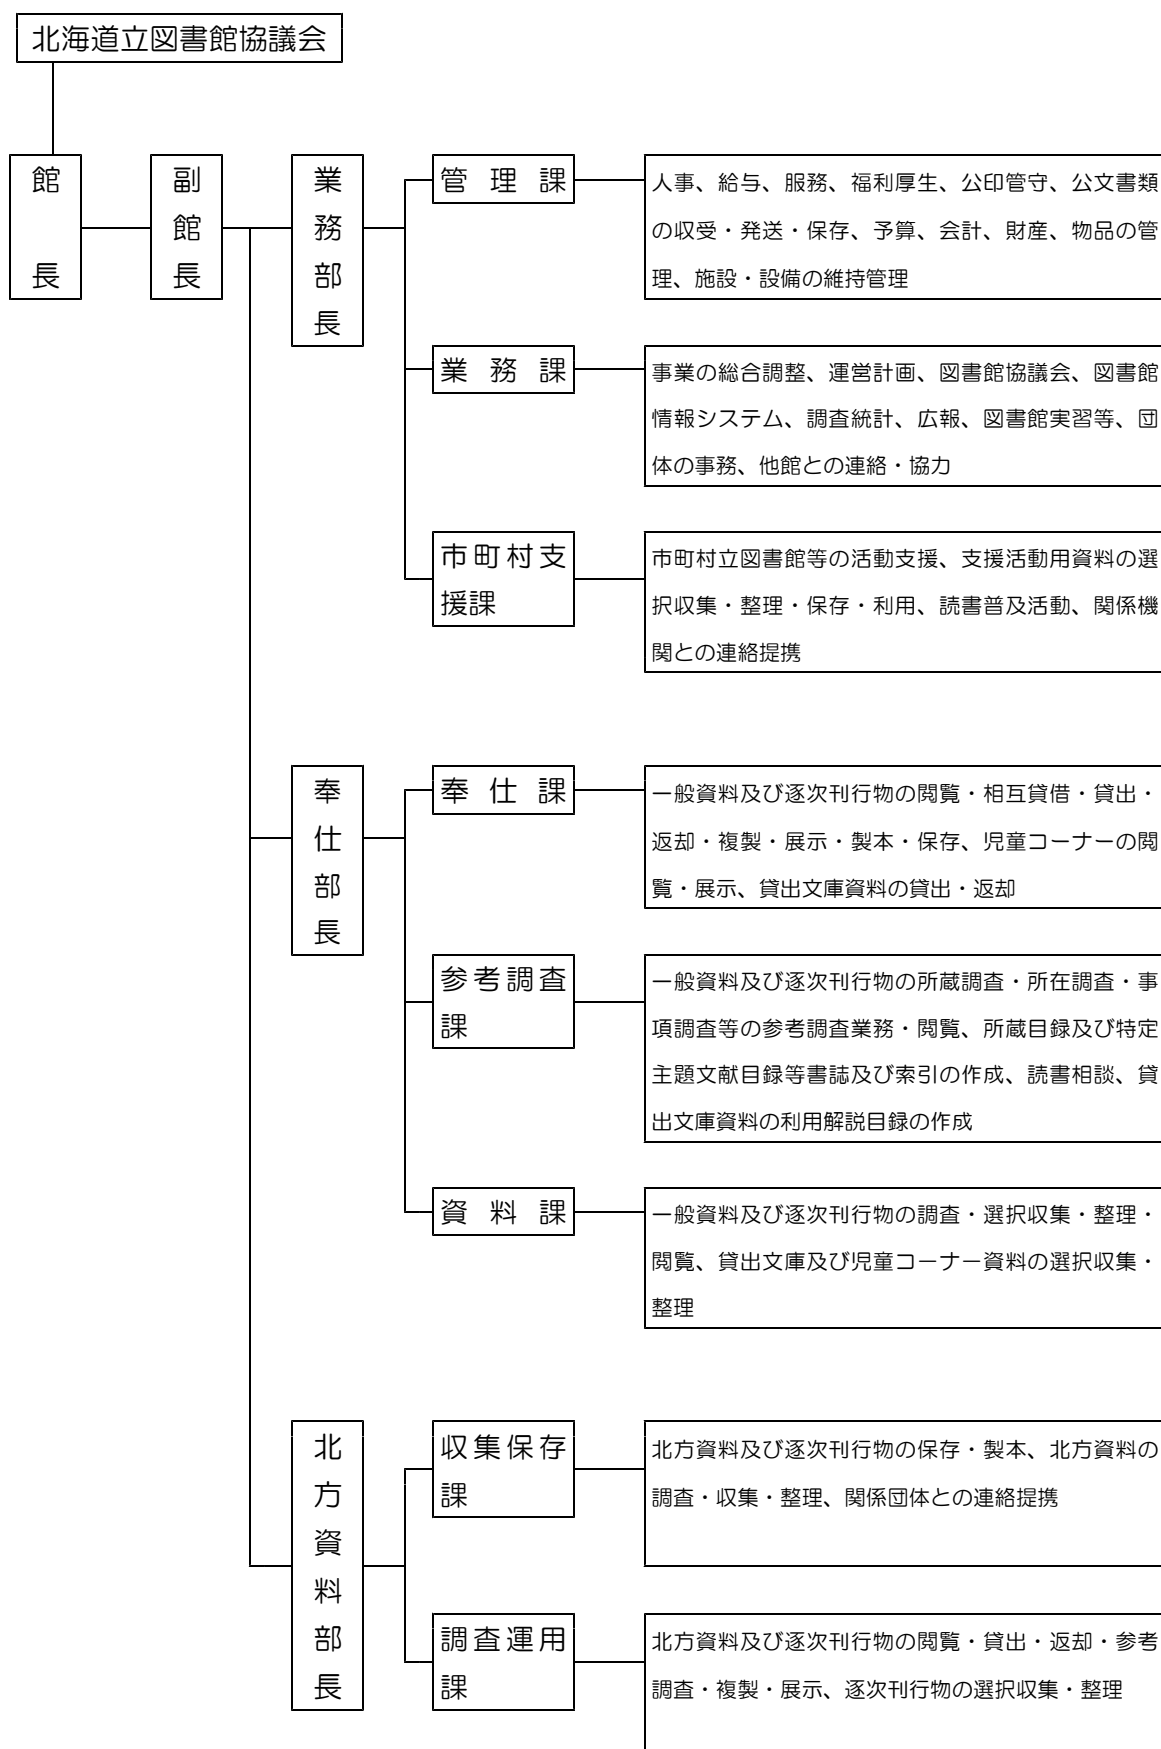 北海道立図書館協議会
館長
副館長
業務部長
管理課
人事、給与、服務、福利厚生、公印管守、公文書類
の収受・発送・保存、予算、会計、財産、物品の管
理、施設・設備の維持管理
業務課
事業の総合調整、運営計画、図書館協議会、図書館
情報システム、調査統計、広報、図書館実習等、団
体の事務、他館との連絡・協力
市町村支
援課
市町村立図書館等の活動支援、支援活動用資料の選
択収集・整理・保存・利用、読書普及活動、関係機
関との連絡提携
奉仕部長
奉仕課
一般資料及び逐次刊行物の閲覧・相互貸借・貸出・
返却・複製・展示・製本・保存、児童コーナーの閲
覧・展示、貸出文庫資料の貸出・返却
参考調査
課
一般資料及び逐次刊行物の所蔵調査・所在調査・事
項調査等の参考調査業務・閲覧、所蔵目録及び特定
主題文献目録等書誌及び索引の作成、読書相談、貸
出文庫資料の利用解説目録の作成
資料課
一般資料及び逐次刊行物の調査・選択収集・整理・
閲覧、貸出文庫及び児童コーナー資料の選択収集・
整理
北方資料部長
収集保存
課
北方資料及び逐次刊行物の保存・製本、北方資料の
調査・収集・整理、関係団体との連絡提携
調査運用
課
北方資料及び逐次刊行物の閲覧・貸出・返却・参考
調査・複製・展示、逐次刊行物の選択収集・整理